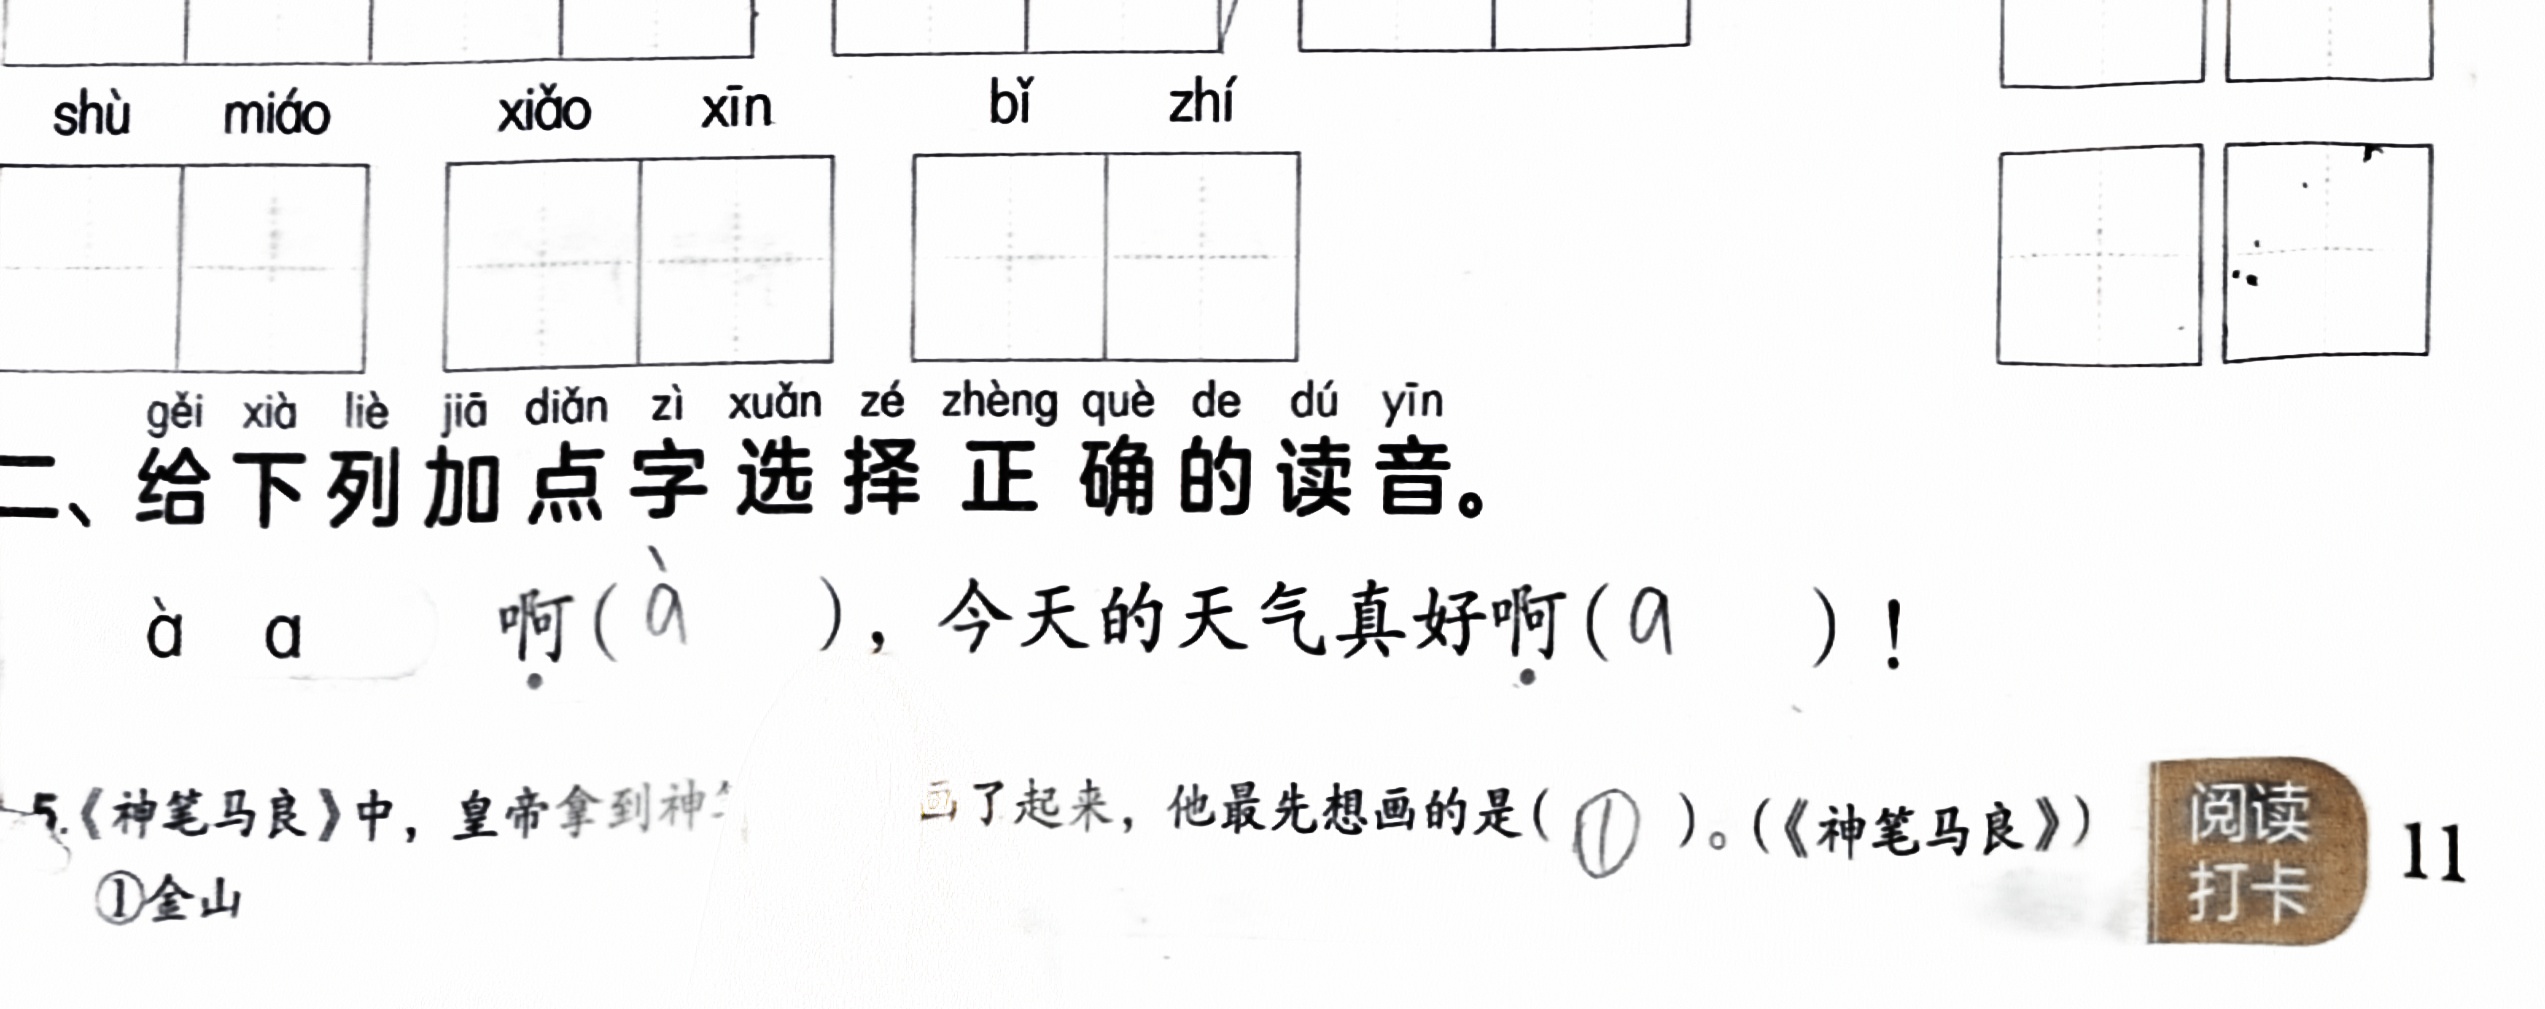 shù miáo xiǎo xīn bǐ zhí
gěi xià liè jiā diǎn zì xuǎn zé zhèng què de dú yīn
二、给下列加点字选择正确的读音。
à ɑ 啊(à )，今天的天气真好啊(ɑ )！
5.《神笔马良》中，皇帝拿到神 画了起来，他最先想画的是( ① )。(《神笔马良》)
①金山
阅读
打卡
11